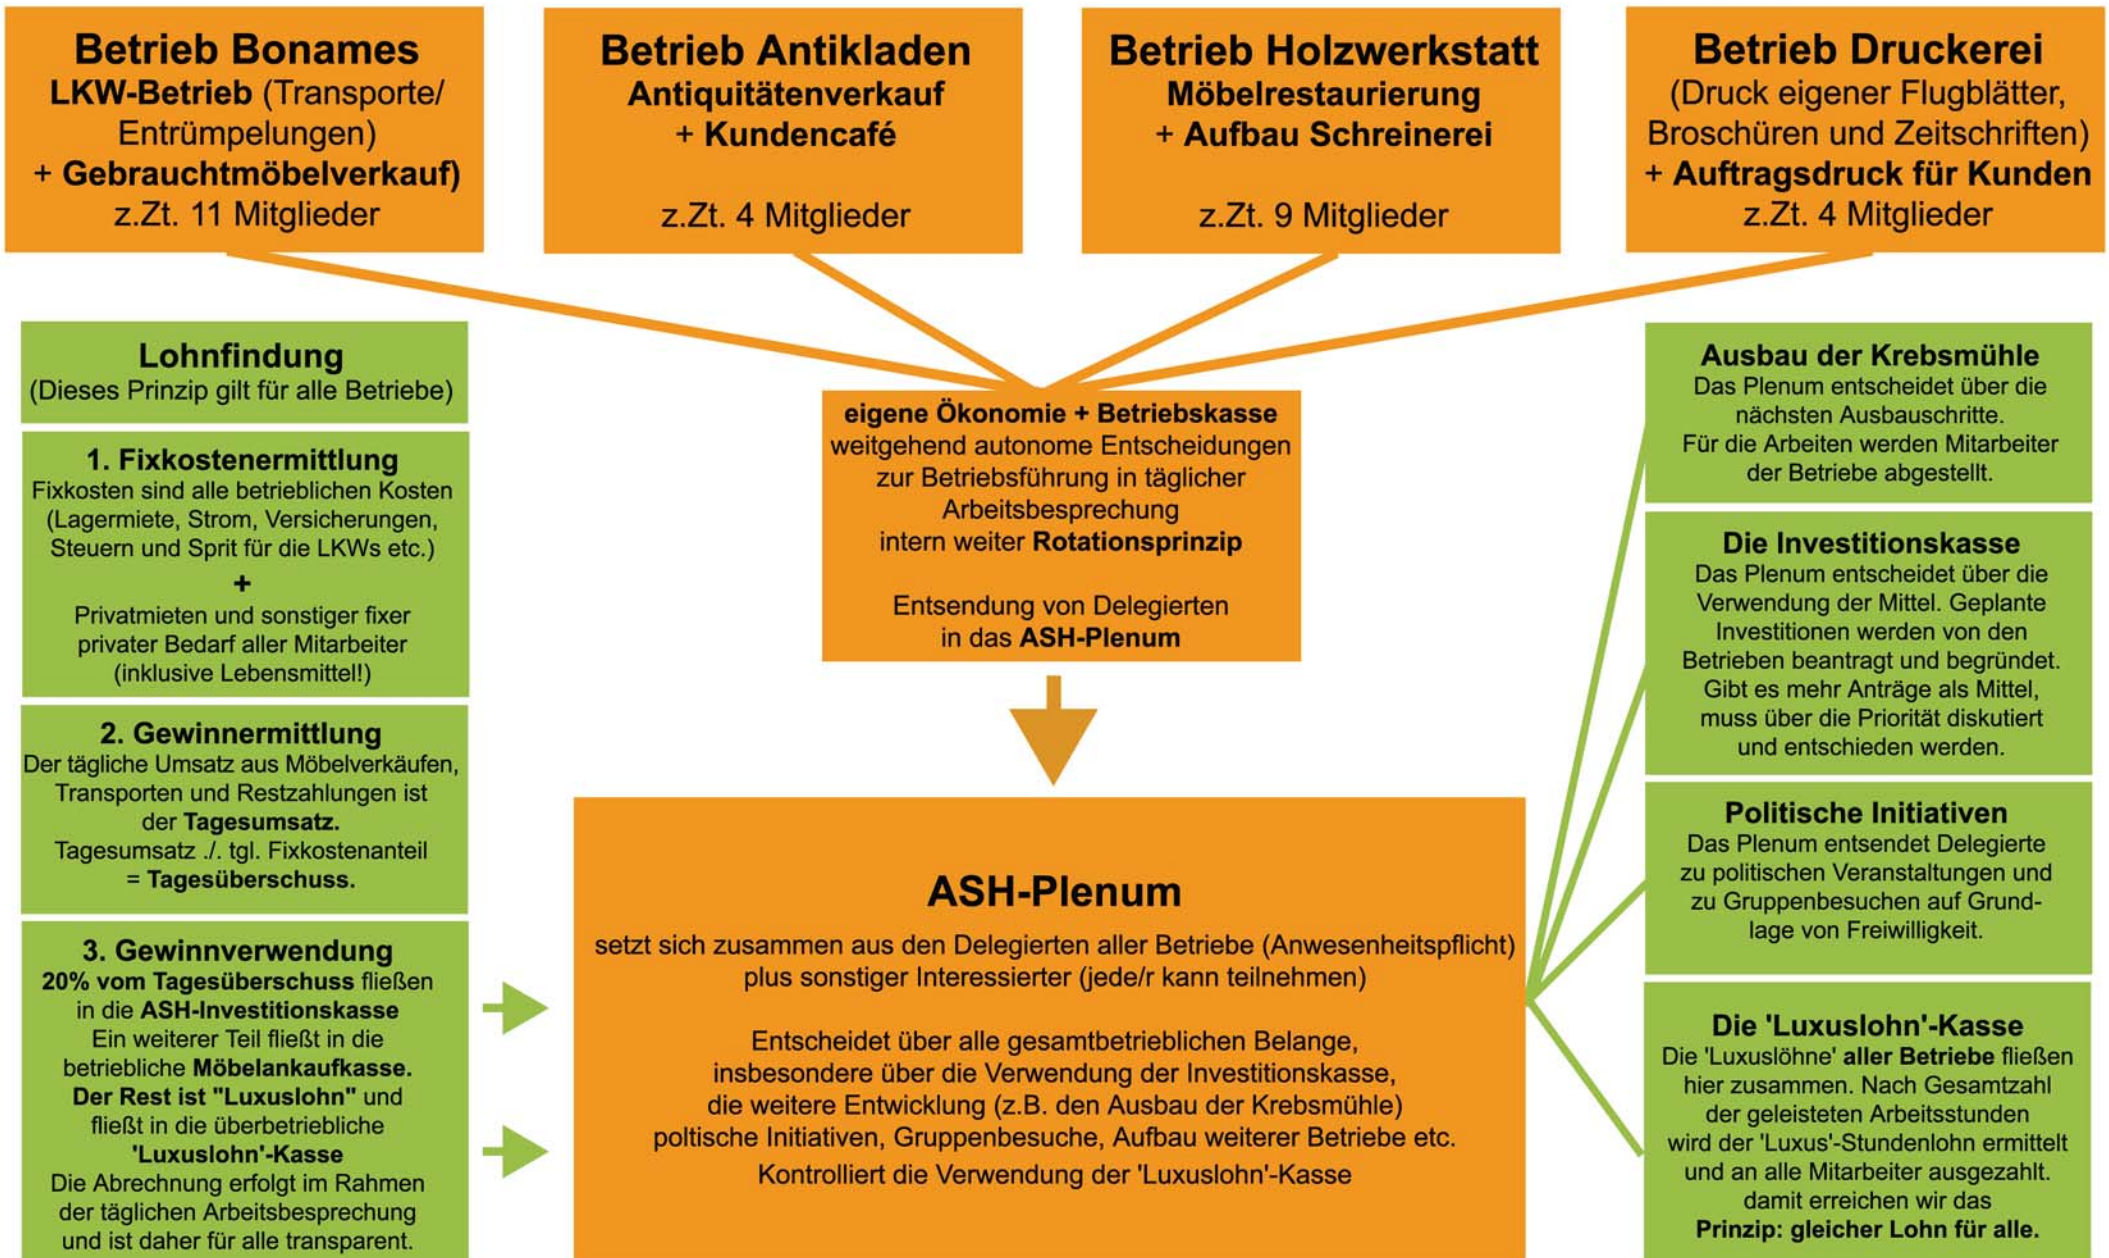 Betrieb Bonames
LKW-Betrieb (Transporte/
Entrümpelungen)
+ Gebrauchtmöbelverkauf)
z.Zt. 11 Mitglieder
Betrieb Antikladen
Antiquitätenverkauf
+ Kundencafé
z.Zt. 4 Mitglieder
Betrieb Holzwerkstatt
Möbelrestaurierung
+ Aufbau Schreinerei
z.Zt. 9 Mitglieder
Betrieb Druckerei
(Druck eigener Flugblätter,
Broschüren und Zeitschriften)
+ Auftragsdruck für Kunden
z.Zt. 4 Mitglieder
Lohnfindung
(Dieses Prinzip gilt für alle Betriebe)
1. Fixkostenermittlung
Fixkosten sind alle betrieblichen Kosten
(Lagermiete, Strom, Versicherungen,
Steuern und Sprit für die LKWs etc.)
+
Privatmieten und sonstiger fixer
privater Bedarf aller Mitarbeiter
(inklusive Lebensmittel!)
2. Gewinnermittlung
Der tägliche Umsatz aus Möbelverkäufen,
Transporten und Restzahlungen ist
der Tagesumsatz.
Tagesumsatz ./. tgl. Fixkostenanteil
= Tagesüberschuss.
3. Gewinnverwendung
20% vom Tagesüberschuss fließen
in die ASH-Investitionskasse
Ein weiterer Teil fließt in die
betriebliche Möbelankaufkasse.
Der Rest ist "Luxuslohn" und
fließt in die überbetriebliche
'Luxuslohn'-Kasse
Die Abrechnung erfolgt im Rahmen
der täglichen Arbeitsbesprechung
und ist daher für alle transparent.
eigene Ökonomie + Betriebskasse
weitgehend autonome Entscheidungen
zur Betriebsführung in täglicher
Arbeitsbesprechung
intern weiter Rotationsprinzip
Entsendung von Delegierten
in das ASH-Plenum
ASH-Plenum
setzt sich zusammen aus den Delegierten aller Betriebe (Anwesenheitspflicht)
plus sonstiger Interessierter (jede/r kann teilnehmen)
Entscheidet über alle gesamtbetrieblichen Belange,
insbesondere über die Verwendung der Investitionskasse,
die weitere Entwicklung (z.B. den Ausbau der Krebsmühle)
poltische Initiativen, Gruppenbesuche, Aufbau weiterer Betriebe etc.
Kontrolliert die Verwendung der 'Luxuslohn'-Kasse
Ausbau der Krebsmühle
Das Plenum entscheidet über die
nächsten Ausbauschritte.
Für die Arbeiten werden Mitarbeiter
der Betriebe abgestellt.
Die Investitionskasse
Das Plenum entscheidet über die
Verwendung der Mittel. Geplante
Investitionen werden von den
Betrieben beantragt und begründet.
Gibt es mehr Anträge als Mittel,
muss über die Priorität diskutiert
und entschieden werden.
Politische Initiativen
Das Plenum entsendet Delegierte
zu politischen Veranstaltungen und
zu Gruppenbesuchen auf Grund-
lage von Freiwilligkeit.
Die 'Luxuslohn'-Kasse
Die 'Luxuslöhne' aller Betriebe fließen
hier zusammen. Nach Gesamtzahl
der geleisteten Arbeitsstunden
wird der 'Luxus'-Stundenlohn ermittelt
und an alle Mitarbeiter ausgezahlt.
damit erreichen wir das
Prinzip: gleicher Lohn für alle.